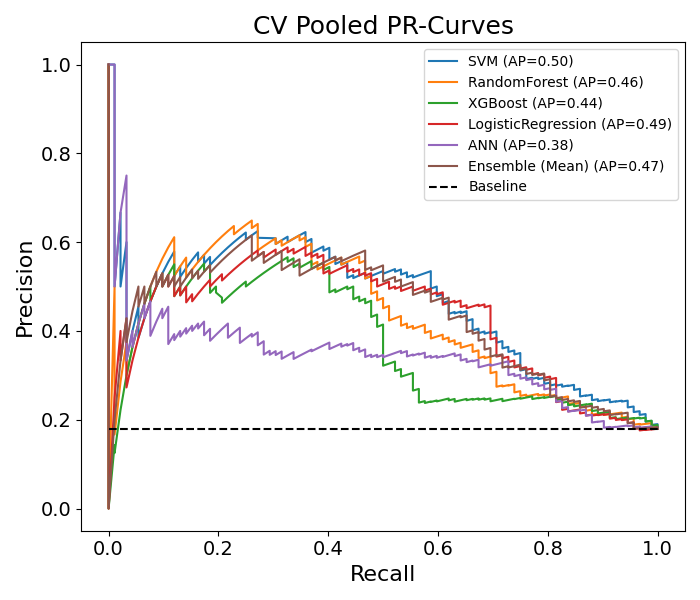 CV Pooled PR-Curves
SVM (AP=0.50)
RandomForest (AP=0.46)
XGBoost (AP=0.44)
LogisticRegression (AP=0.49)
ANN (AP=0.38)
Ensemble (Mean) (AP=0.47)
Baseline
Precision
1.0
0.8
0.6
0.4
0.2
0.0
0.0 0.2 0.4 0.6 0.8 1.0
Recall